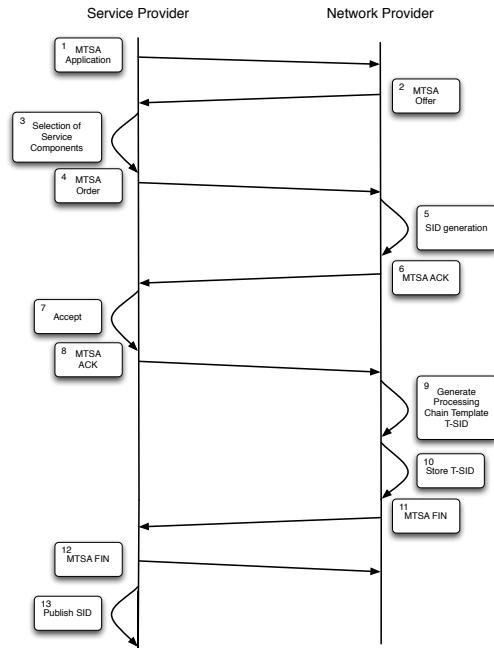 Service Provider
Network Provider
1 MTSA
Application
2 MTSA
Offer
3 Selection of
Service
Components
4 MTSA
Order
5
SID generation
6
MTSA ACK
7
Accept
8 MTSA
ACK
9
Generate
Processing
Chain Template
T-SID
10
Store T-SID
11
MTSA FIN
12
MTSA FIN
13
Publish SID